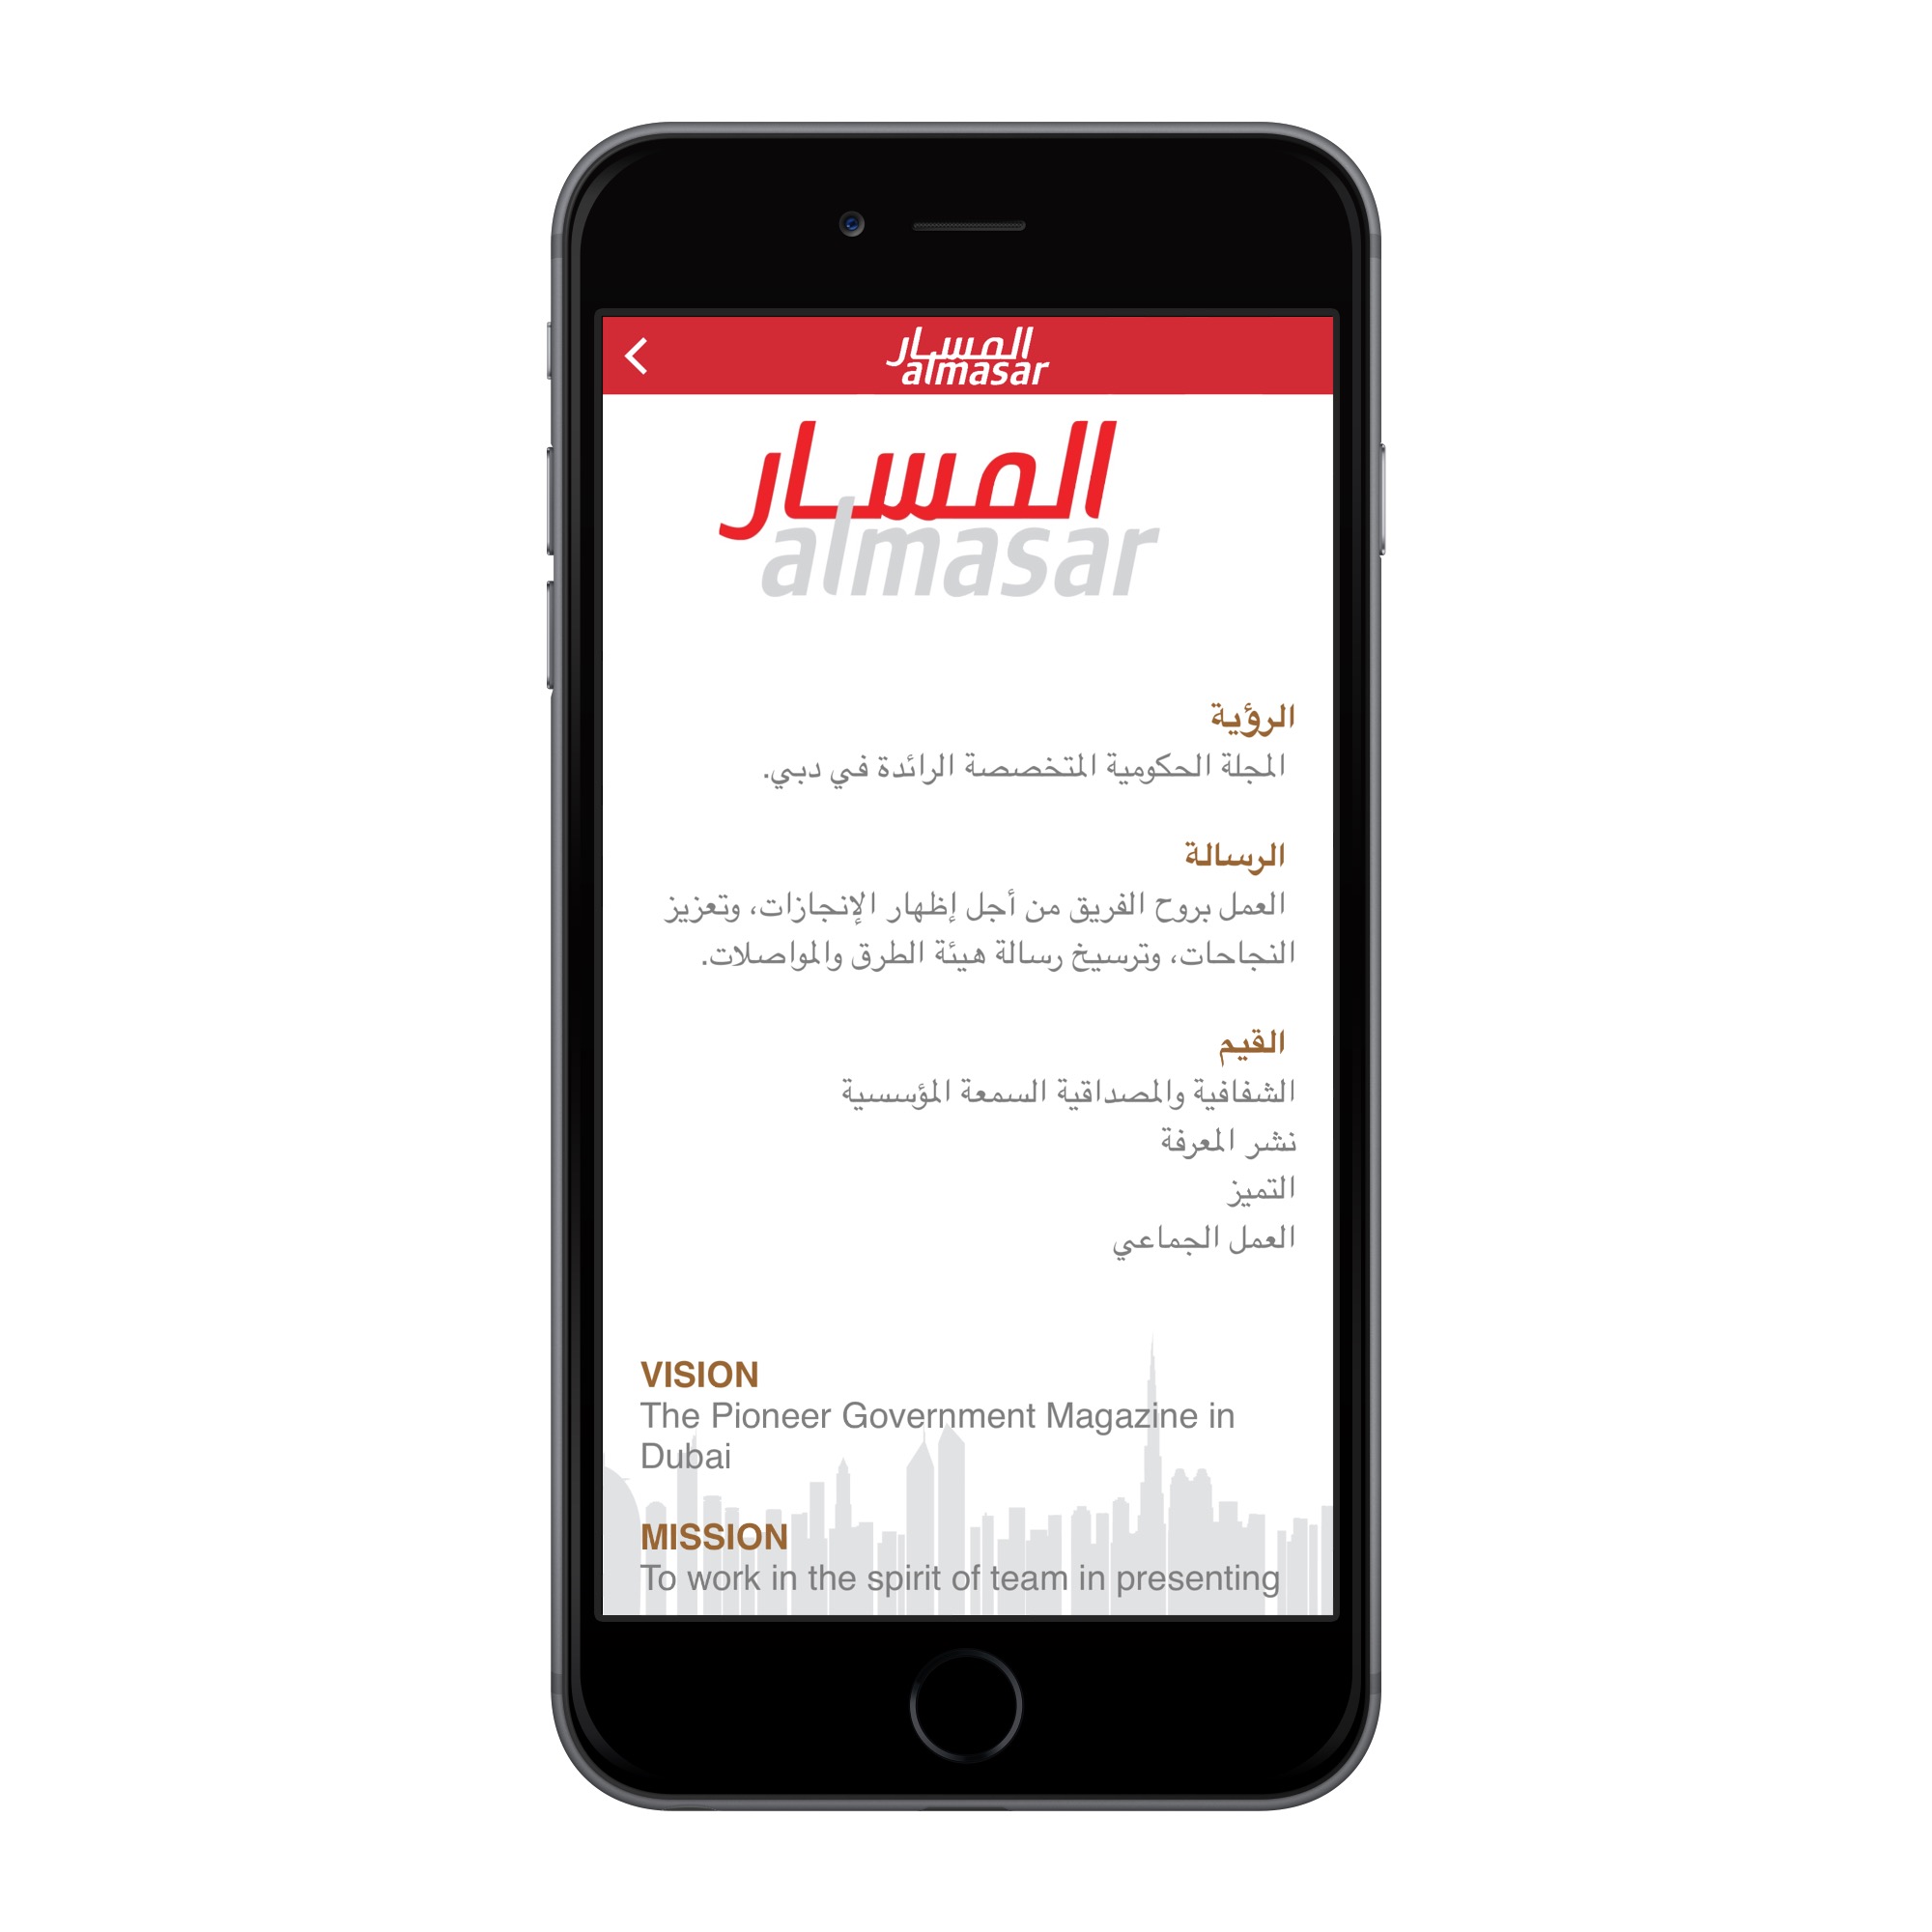 المسار
almasar
المسار
almasar
الرؤية
المجلة الحكومية المتخصصة الرائدة في دبي.
الرسالة
العمل بروح الفريق من أجل إظهار الإنجازات، وتعزيز
النجاحات، وترسيخ رسالة هيئة الطرق والمواصلات.
القيم
الشفافية والمصداقية السمعة المؤسسية
نشر المعرفة
التميز
العمل الجماعي
VISION
The Pioneer Government Magazine in
Dubai
MISSION
To work in the spirit of team in presenting